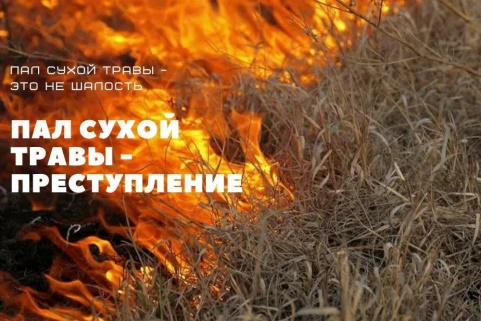 ПАЛ СУХОЙ ТРАВЫ -
ЭТО НЕ ШАЛОСТЬ
ПАЛ СУХОЙ
ТРАВЫ -
ПРЕСТУПЛЕНИЕ